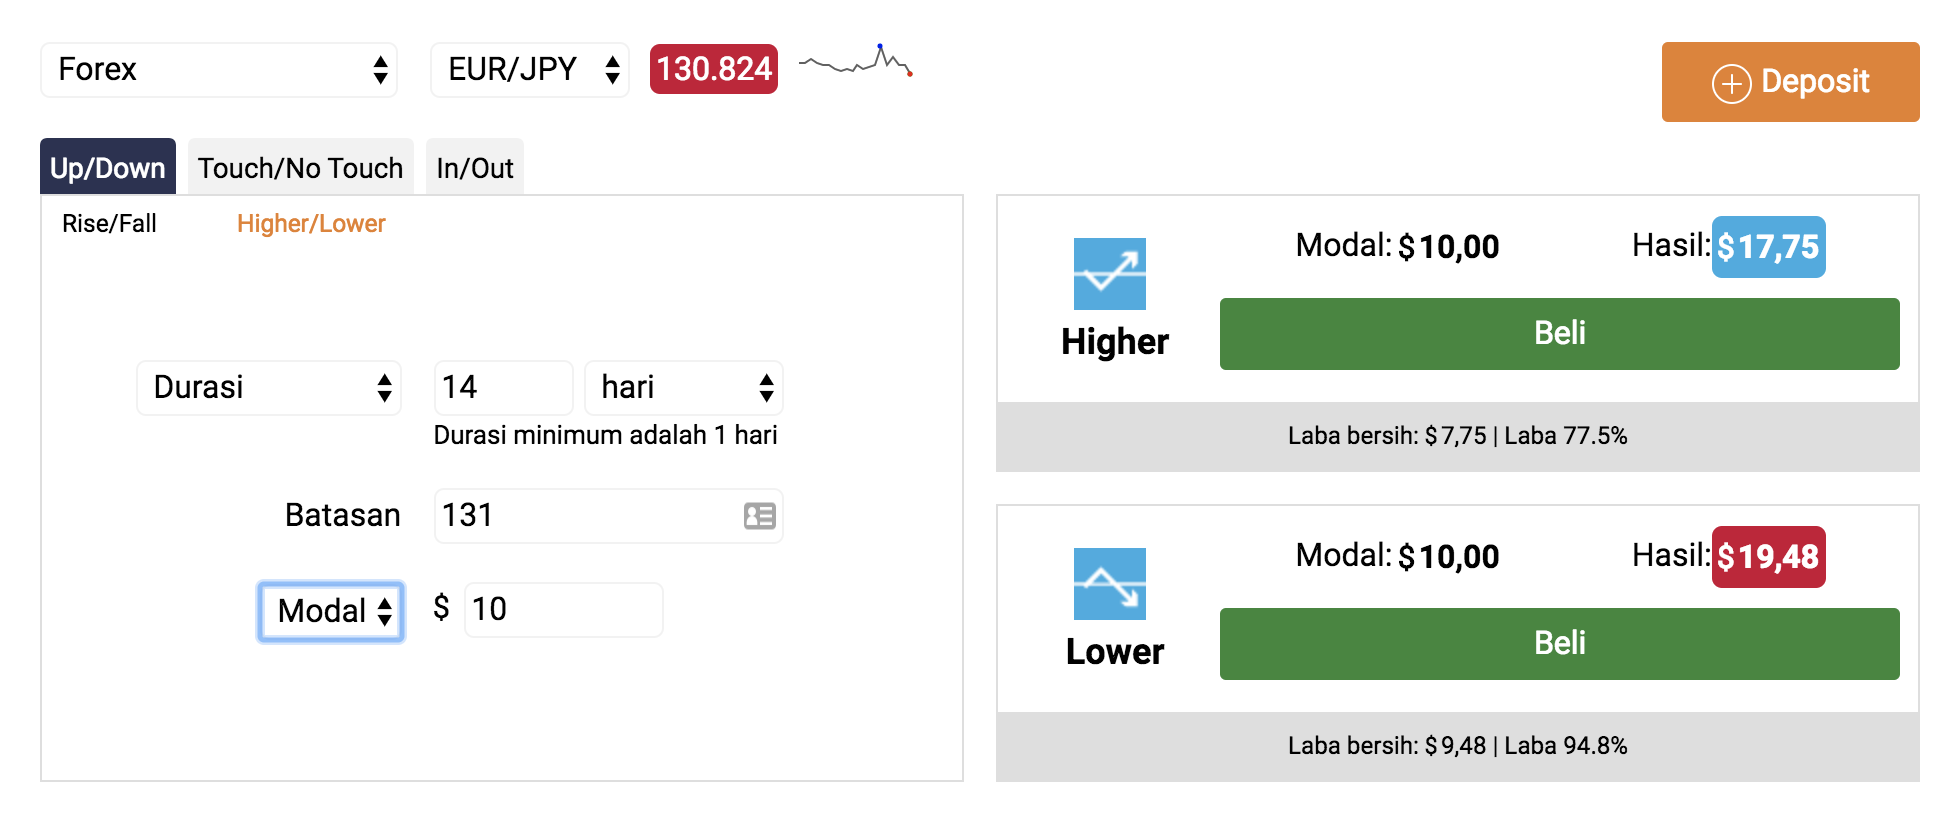 Forex
EUR/JPY
130.824
Deposit
Up/Down
Touch/No Touch
In/Out
Rise/Fall
Higher/Lower
Durasi
14
hari
Durasi minimum adalah 1 hari
Batasan
131
Modal
$
10
Modal: $10,00
Hasil: $17,75
Higher
Beli
Laba bersih: $7,75 | Laba 77.5%
Modal: $10,00
Hasil: $19,48
Lower
Beli
Laba bersih: $9,48 | Laba 94.8%